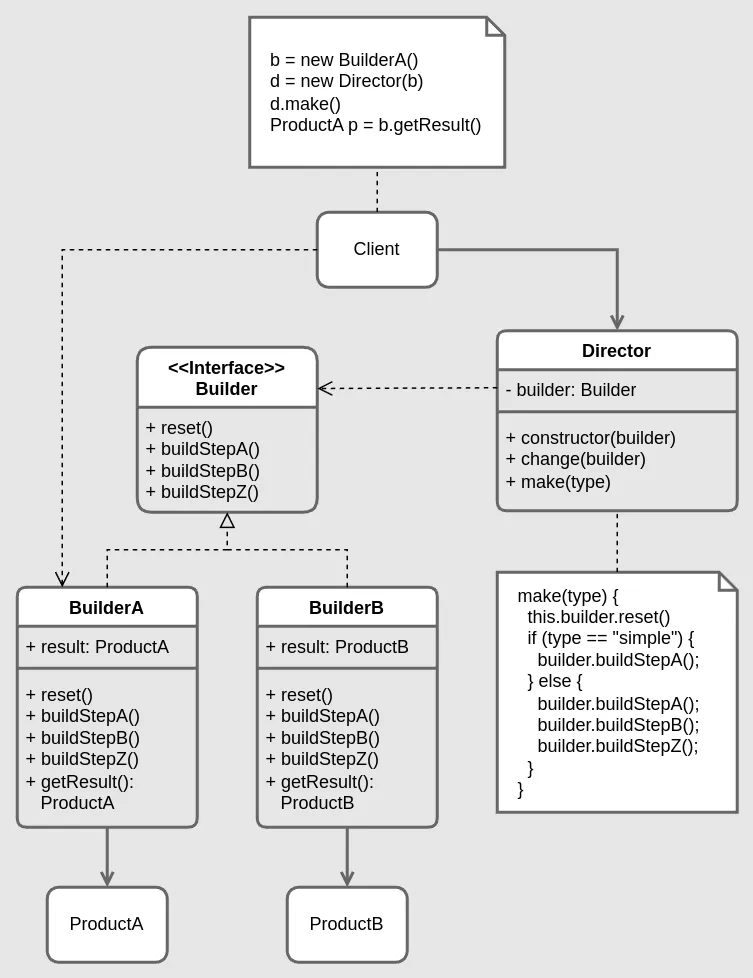 b = new BuilderA()
d = new Director(b)
d.make()
ProductA p = b.getResult()
Client
<<Interface>>
Builder
+ reset()
+ buildStepA()
+ buildStepB()
+ buildStepZ()
Director
- builder: Builder
+ constructor(builder)
+ change(builder)
+ make(type)
BuilderA
+ result: ProductA
+ reset()
+ buildStepA()
+ buildStepB()
+ buildStepZ()
+ getResult():
ProductA
BuilderB
+ result: ProductB
+ reset()
+ buildStepA()
+ buildStepB()
+ buildStepZ()
+ getResult():
ProductB
make(type) {
this.builder.reset()
if (type == "simple") {
builder.buildStepA();
} else {
builder.buildStepA();
builder.buildStepB();
builder.buildStepZ();
}
}
ProductA
ProductB